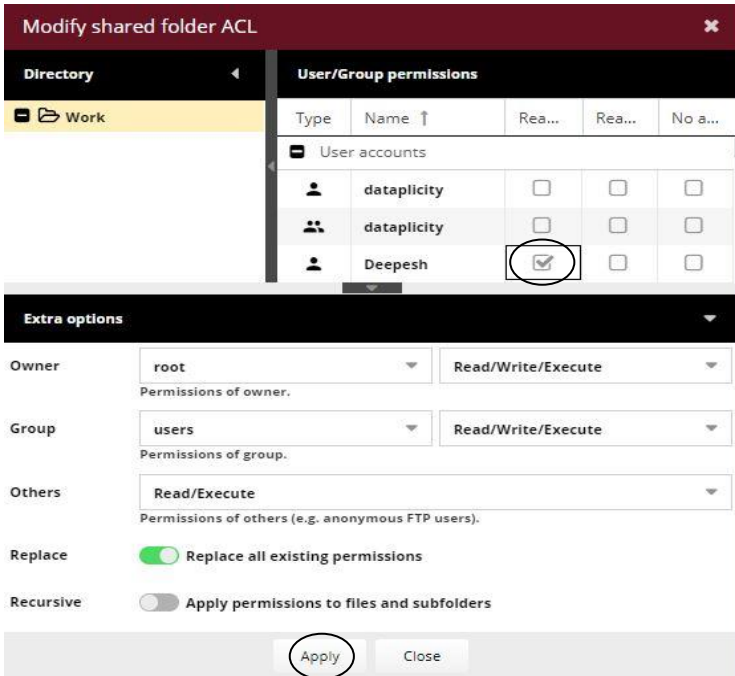 Modify shared folder ACL
Directory
User/Group permissions
Work
Type Name Rea... Rea... No a...
User accounts
dataplicity
dataplicity
Deepesh
Extra options
Owner root Read/Write/Execute
Permissions of owner.
Group users Read/Write/Execute
Permissions of group.
Others Read/Execute
Permissions of others (e.g. anonymous FTP users).
Replace Replace all existing permissions
Recursive Apply permissions to files and subfolders
Apply Close